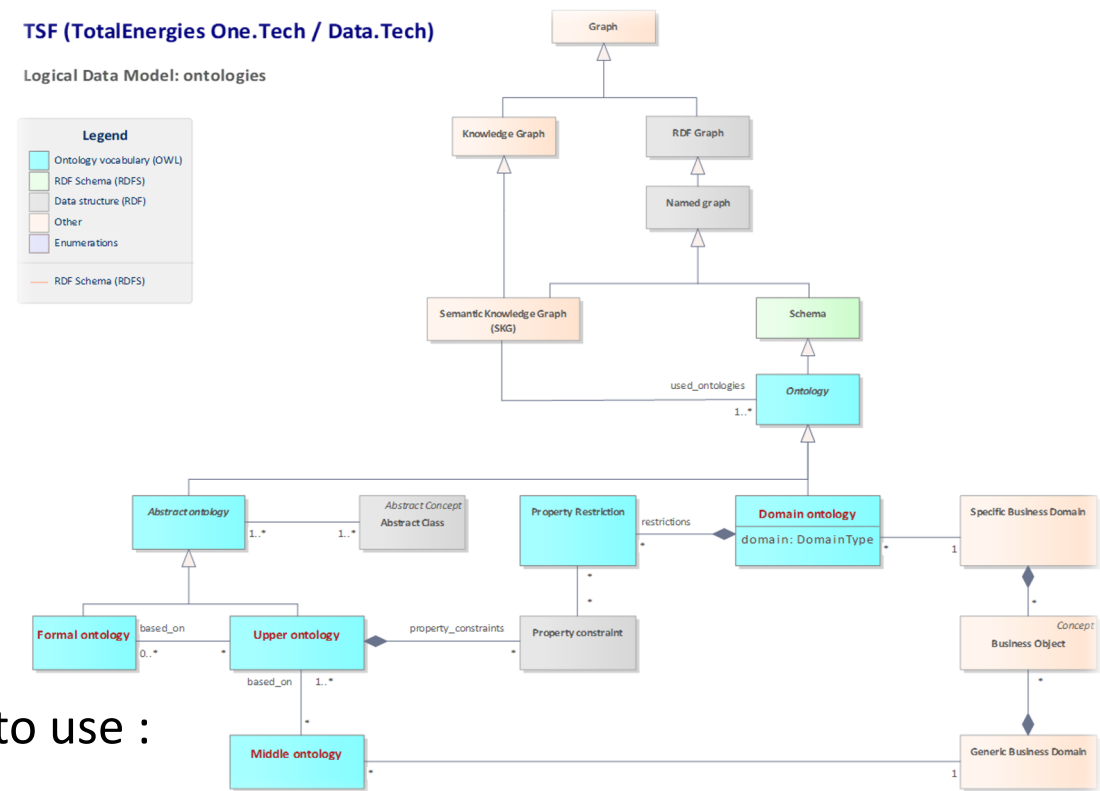 TSF (TotalEnergies One.Tech / Data.Tech)
Logical Data Model: ontologies
Legend
Ontology vocabulary (OWL)
RDF Schema (RDFS)
Data structure (RDF)
Other
Enumerations
RDF Schema (RDFS)
Graph
Knowledge Graph
RDF Graph
Named graph
Semantic Knowledge Graph
(SKG)
Schema
used_ontologies
1..*
Ontology
Abstract ontology
1..*
1..*
Abstract Concept
Abstract Class
Property Restriction
restrictions
*
Domain ontology
domain: DomainType
*
1
Specific Business Domain
*
*
*
Formal ontology
based_on
0..*
*
Upper ontology
property_constraints
*
Property constraint
Concept
Business Object
*
based_on
1..*
*
to use :
Middle ontology
*
1
Generic Business Domain